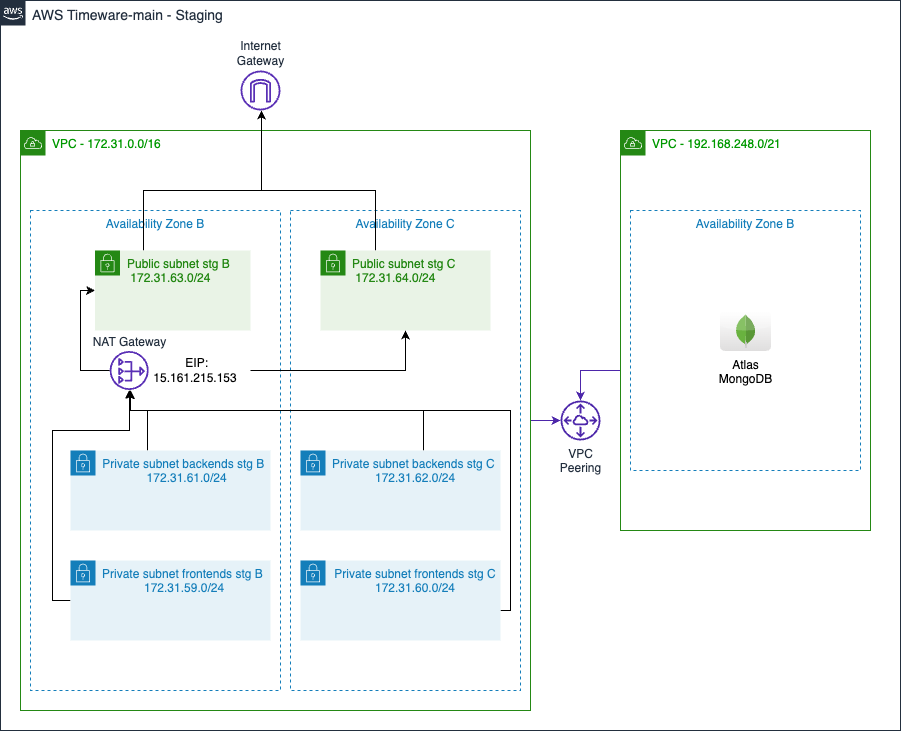 aws
AWS Timeware-main - Staging
Internet
Gateway
VPC - 172.31.0.0/16
Availability Zone B
Availability Zone C
Public subnet stg B
172.31.63.0/24
Public subnet stg C
172.31.64.0/24
NAT Gateway
EIP:
15.161.215.153
Private subnet backends stg B
172.31.61.0/24
Private subnet backends stg C
172.31.62.0/24
Private subnet frontends stg B
172.31.59.0/24
Private subnet frontends stg C
172.31.60.0/24
VPC
Peering
VPC - 192.168.248.0/21
Availability Zone B
Atlas
MongoDB